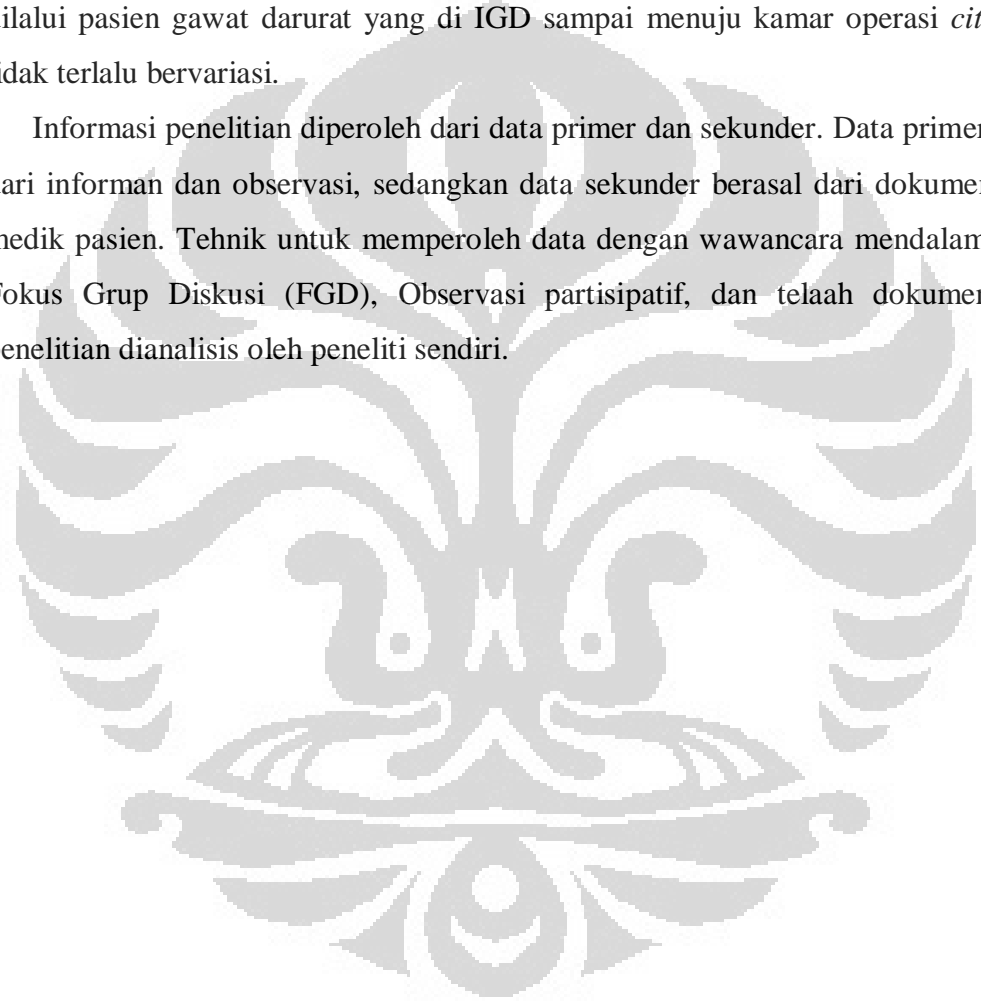 dilalui pasien gawat darurat yang di IGD sampai menuju kamar operasi cit
tidak terlalu bervariasi.
Informasi penelitian diperoleh dari data primer dan sekunder. Data primer
dari informan dan observasi, sedangkan data sekunder berasal dari dokumen
medik pasien. Tehnik untuk memperoleh data dengan wawancara mendalam
Fokus Grup Diskusi (FGD), Observasi partisipatif, dan telaah dokumen
penelitian dianalisis oleh peneliti sendiri.